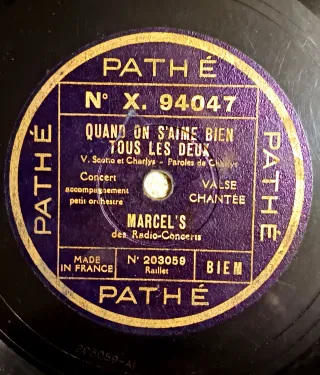 PATHÉ
N° X. 94047
QUAND ON S'AIME BIEN
TOUS LES DEUX
V. Scotto et Charlys - Paroles de Charlys
Concert
accompagnement
petit orchestre
VALSE
CHANTÉE
MARCEL'S
des Radio-Concerts
MADE
IN FRANCE
N° 203059
Raillet
BIEM
PATHÉ
PATHÉ
PATHÉ